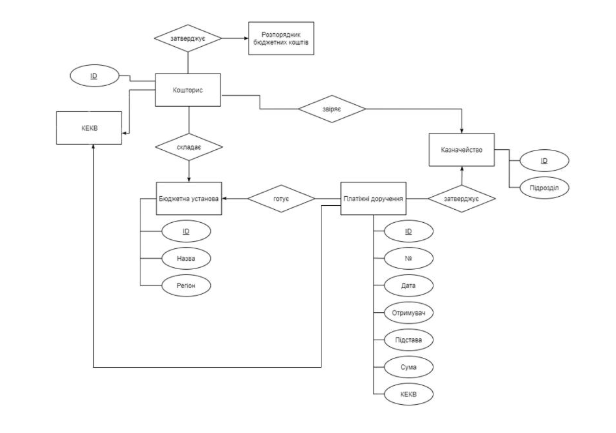 затверджує
Розпорядник
бюджетних коштів
ID
Кошторис
КЕКВ
звіряє
складає
Казначейство
ID
Підрозділ
Бюджетна установа
готує
Платіжні доручення
затверджує
ID
Назва
Регіон
ID
№
Дата
Отримувач
Підстава
Сума
КЕКВ